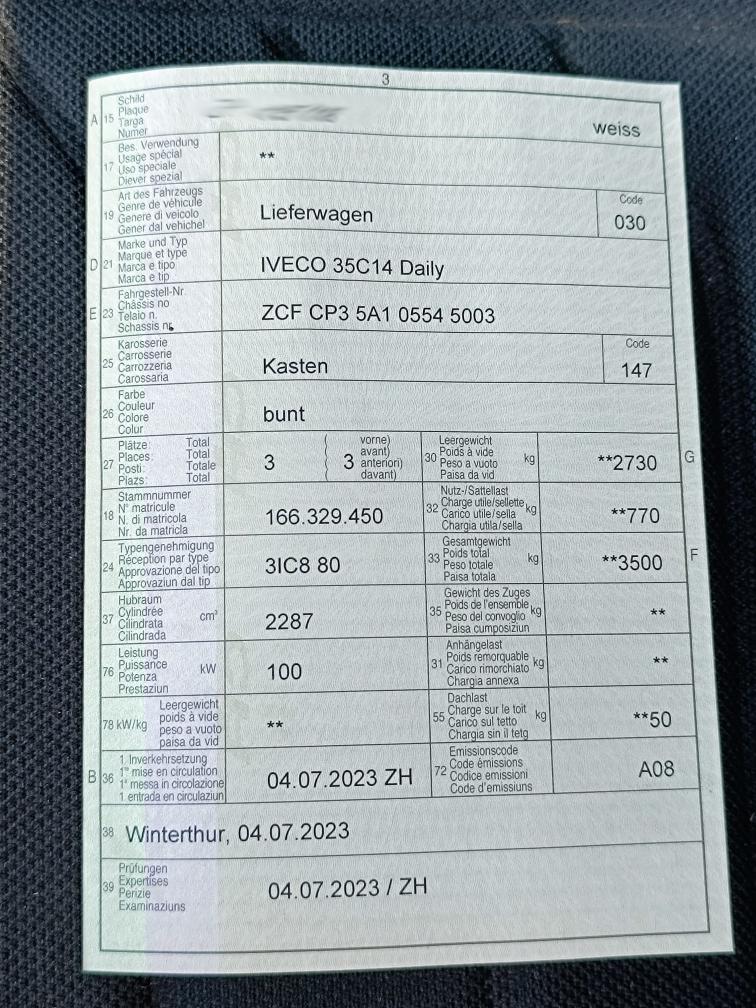 3
A 15 Schild
Plaque
Targa
Numer
weiss
17 Bes. Verwendung
Usage spécial
Uso speciale
Diever spezial
**
19 Art des Fahrzeugs
Genre de véhicule
Genere di veicolo
Gener dal vehichel
Lieferwagen
Code
030
D 21 Marke und Typ
Marque et type
Marca e tipo
Marca e tip
IVECO 35C14 Daily
E 23 Fahrgestell-Nr.
Châssis no
Telaio n.
Schassis nr.
ZCF CP3 5A1 0554 5003
25 Karosserie
Carrosserie
Carrozzeria
Carossaria
Kasten
Code
147
26 Farbe
Couleur
Colore
Colur
bunt
27 Plätze: Total
Places: Total
Posti: Totale
Plazs: Total
3
3
vorne)
avant)
anteriori)
davant)
30 Leergewicht
Poids à vide
Peso a vuoto
Paisa da vid
kg
**2730
G
18 Stammnummer
N° matricule
N. di matricola
Nr. da matricla
166.329.450
32 Nutz-/Sattellast
Charge utile/sellette
Carico utile/sella
Chargia utila/sella
kg
**770
24 Typengenehmigung
Réception par type
Approvazione del tipo
Approvaziun dal tip
3IC8 80
33 Gesamtgewicht
Poids total
Peso totale
Paisa totala
kg
**3500
F
37 Hubraum
Cylindrée
Cilindrata
Cilindrada
cm³
2287
35 Gewicht des Zuges
Poids de l'ensemble
Peso del convoglio
Paisa cumposiziun
kg
**
76 Leistung
Puissance
Potenza
Prestaziun
kW
100
31 Anhängelast
Poids remorquable
Carico rimorchiato
Chargia annexa
kg
**
78 kW/kg
Leergewicht
poids à vide
peso a vuoto
paisa da vid
**
55 Dachlast
Charge sur le toit
Carico sul tetto
Chargia sin il tetg
kg
**50
B 36 1. Inverkehrsetzung
1re mise en circulation
1a messa in circolazione
1 entrada en circulaziun
04.07.2023 ZH
72 Emissionscode
Code émissions
Codice emissioni
Code d'emissiuns
A08
38 Winterthur, 04.07.2023
39 Prüfungen
Expertises
Perizie
Examinaziuns
04.07.2023 / ZH